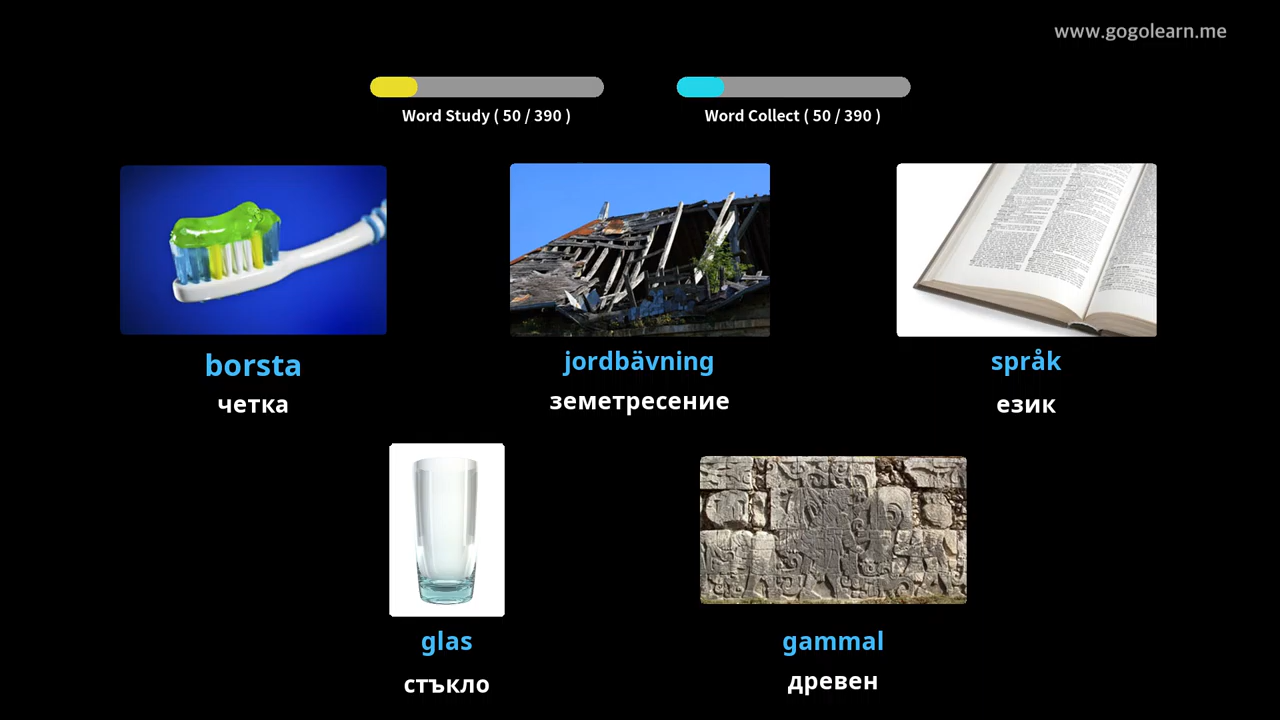 www.gogolearn.me
Word Study ( 50 / 390 )
Word Collect ( 50 / 390 )
borsta
четка
jordbävning
земетресение
språk
език
glas
стъкло
gammal
древен